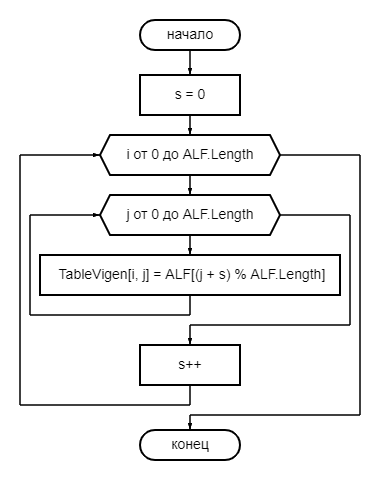 начало
s = 0
i от 0 до ALF.Length
j от 0 до ALF.Length
TableVigen[i, j] = ALF[(j + s) % ALF.Length]
s++
конец